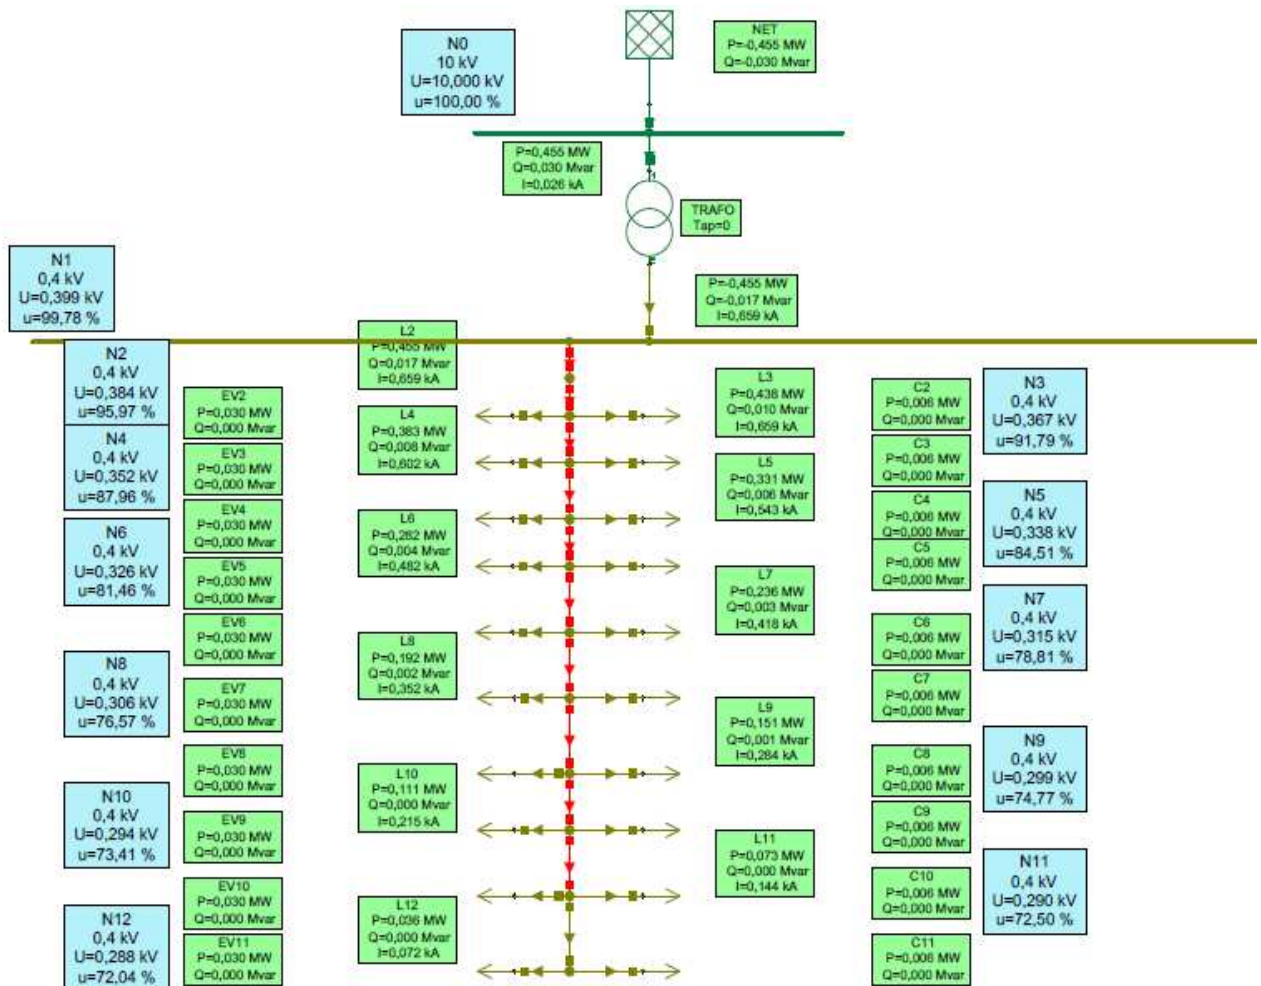 N0
10 kV
U=10,000 kV
u=100,00 %
NET
P=-0,455 MW
Q=-0,030 Mvar
P=0,455 MW
Q=0,030 Mvar
I=0,026 kA
TRAFO
Tap=0
N1
0,4 kV
U=0,399 kV
u=99,78 %
P=-0,455 MW
Q=-0,017 Mvar
I=0,659 kA
L2
P=0,455 MW
Q=0,017 Mvar
I=0,659 kA
N2
0,4 kV
U=0,384 kV
u=95,97 %
EV2
P=0,030 MW
Q=0,000 Mvar
L3
P=0,438 MW
Q=0,010 Mvar
I=0,659 kA
C2
P=0,006 MW
Q=0,000 Mvar
N3
0,4 kV
U=0,367 kV
u=91,79 %
L4
P=0,383 MW
Q=0,008 Mvar
I=0,602 kA
N4
0,4 kV
U=0,352 kV
u=87,96 %
EV3
P=0,030 MW
Q=0,000 Mvar
C3
P=0,006 MW
Q=0,000 Mvar
L5
P=0,331 MW
Q=0,006 Mvar
I=0,543 kA
EV4
P=0,030 MW
Q=0,000 Mvar
C4
P=0,006 MW
Q=0,000 Mvar
N5
0,4 kV
U=0,338 kV
u=84,51 %
L6
P=0,282 MW
Q=0,004 Mvar
I=0,482 kA
N6
0,4 kV
U=0,326 kV
u=81,46 %
C5
P=0,006 MW
Q=0,000 Mvar
EV5
P=0,030 MW
Q=0,000 Mvar
L7
P=0,236 MW
Q=0,003 Mvar
I=0,418 kA
N7
0,4 kV
U=0,315 kV
u=78,81 %
EV6
P=0,030 MW
Q=0,000 Mvar
C6
P=0,006 MW
Q=0,000 Mvar
L8
P=0,192 MW
Q=0,002 Mvar
I=0,352 kA
N8
0,4 kV
U=0,306 kV
u=76,57 %
EV7
P=0,030 MW
Q=0,000 Mvar
C7
P=0,006 MW
Q=0,000 Mvar
L9
P=0,151 MW
Q=0,001 Mvar
I=0,284 kA
N9
0,4 kV
U=0,299 kV
u=74,77 %
EV8
P=0,030 MW
Q=0,000 Mvar
C8
P=0,006 MW
Q=0,000 Mvar
L10
P=0,111 MW
Q=0,000 Mvar
I=0,215 kA
N10
0,4 kV
U=0,294 kV
u=73,41 %
EV9
P=0,030 MW
Q=0,000 Mvar
C9
P=0,006 MW
Q=0,000 Mvar
L11
P=0,073 MW
Q=0,000 Mvar
I=0,144 kA
N11
0,4 kV
U=0,290 kV
u=72,50 %
EV10
P=0,030 MW
Q=0,000 Mvar
C10
P=0,006 MW
Q=0,000 Mvar
L12
P=0,036 MW
Q=0,000 Mvar
I=0,072 kA
N12
0,4 kV
U=0,288 kV
u=72,04 %
EV11
P=0,030 MW
Q=0,000 Mvar
C11
P=0,006 MW
Q=0,000 Mvar